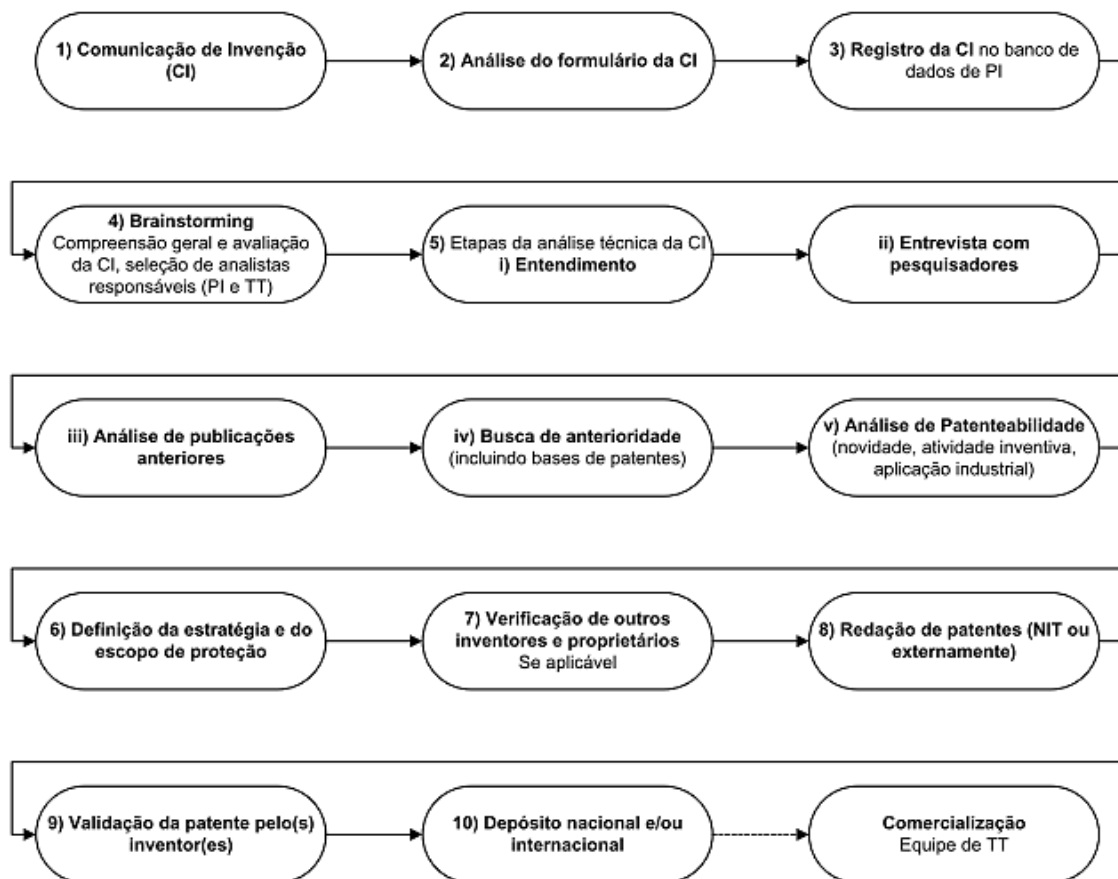 1) Comunicação de Invenção
(CI)
2) Análise do formulário da CI
3) Registro da CI no banco de
dados de PI
4) Brainstorming
Compreensão geral e avaliação
da CI, seleção de analistas
responsáveis (PI e TT)
5) Etapas da análise técnica da CI
i) Entendimento
ii) Entrevista com
pesquisadores
iii) Análise de publicações
anteriores
iv) Busca de anterioridade
(incluindo bases de patentes)
v) Análise de Patenteabilidade
(novidade, atividade inventiva,
aplicação industrial)
6) Definição da estratégia e do
escopo de proteção
7) Verificação de outros
inventores e proprietários
Se aplicável
8) Redação de patentes (NIT ou
externamente)
9) Validação da patente pelo(s)
inventor(es)
10) Depósito nacional e/ou
internacional
Comercialização
Equipe de TT